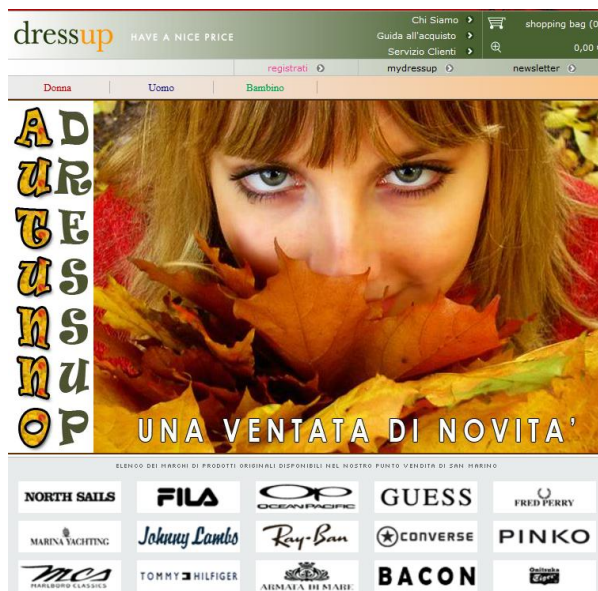 dressup HAVE A NICE PRICE
Chi Siamo
Guida all'acquisto
Servizio Clienti
shopping bag (0
0,00
registrati
mydressup
newsletter
Donna
Uomo
Bambino
AUTUNNO
DRESSUP
UNA VENTATA DI NOVITA'
ELENCO DEI MARCHI DI PRODOTTI ORIGINALI DISPONIBILI NEL NOSTRO PUNTO VENDITA DI SAN MARINO
NORTH SAILS
FILA
OP
OCEAN PACIFIC
GUESS
FRED PERRY
MARINA YACHTING
Johnny Lambs
Ray-Ban
CONVERSE
PINKO
mcs
MARLBORO CLASSICS
TOMMY HILFIGER
ARMATA DI MARE
BACON
Onitsuka
Tiger